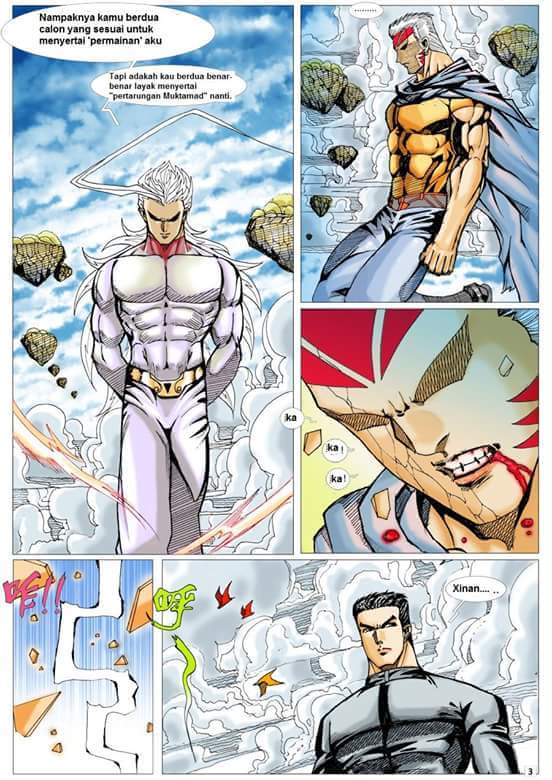 Nampaknya kamu berdua
calon yang sesuai untuk
menyertai 'permainan' aku
Tapi adakah kau berdua benar-
benar layak menyertai
"pertarungan Muktamad" nanti.
..........
ka
ka !
ka !
Xinan.... ..
3